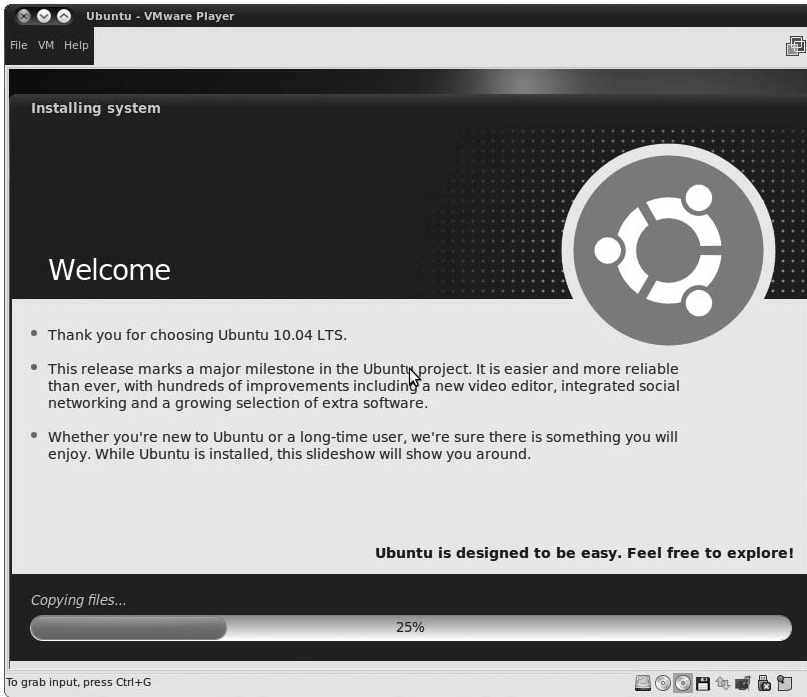 Ubuntu - VMware Player
File VM Help
Installing system
Welcome
Thank you for choosing Ubuntu 10.04 LTS.
This release marks a major milestone in the Ubuntu project. It is easier and more reliable
than ever, with hundreds of improvements including a new video editor, integrated social
networking and a growing selection of extra software.
Whether you're new to Ubuntu or a long-time user, we're sure there is something you will
enjoy. While Ubuntu is installed, this slideshow will show you around.
Ubuntu is designed to be easy. Feel free to explore!
Copying files...
25%
To grab input, press Ctrl+G